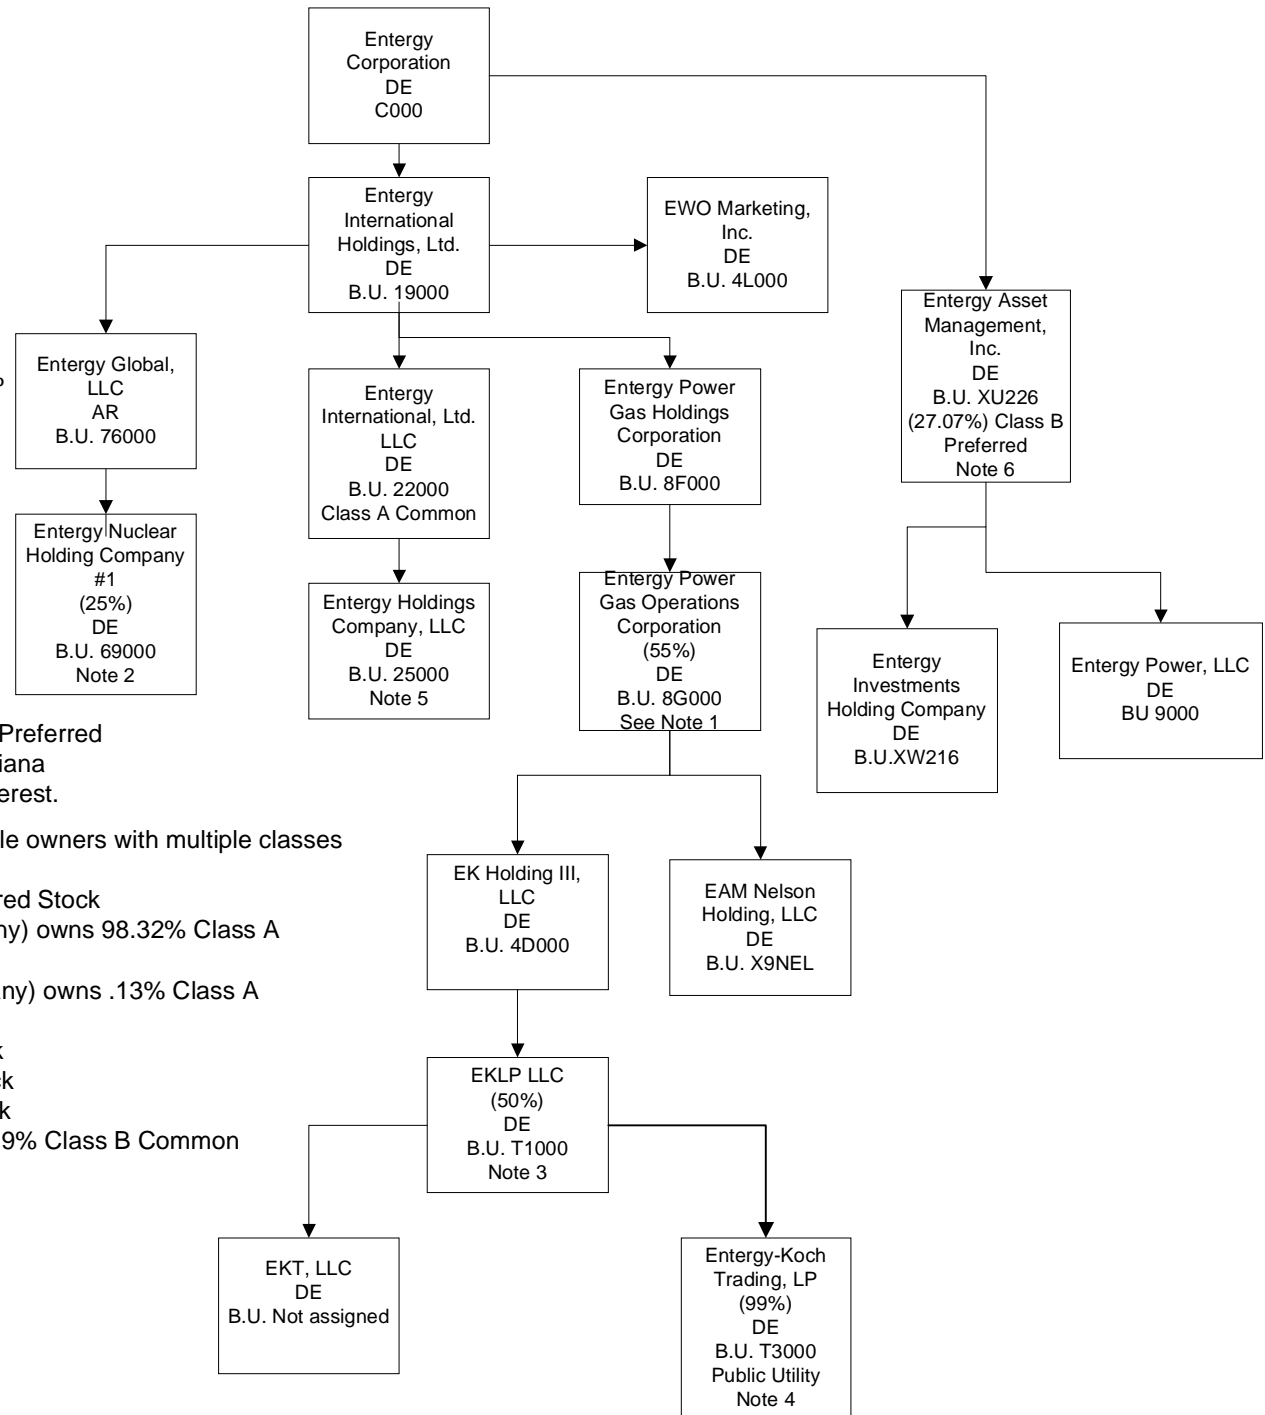 Entergy
Corporation
DE
C000
Entergy
International
Holdings, Ltd.
DE
B.U. 19000
EWO Marketing,
Inc.
DE
B.U. 4L000
Entergy Asset
Management,
Inc.
DE
B.U. XU226
(27.07%) Class B
Preferred
Note 6
Entergy Global,
LLC
AR
B.U. 76000
Entergy
International, Ltd.
LLC
DE
B.U. 22000
Class A Common
Entergy Power
Gas Holdings
Corporation
DE
B.U. 8F000
Entergy Nuclear
Holding Company
#1
(25%)
DE
B.U. 69000
Note 2
Entergy Holdings
Company, LLC
DE
B.U. 25000
Note 5
Entergy Power
Gas Operations
Corporation
(55%)
DE
B.U. 8G000
See Note 1
Entergy
Investments
Holding Company
DE
B.U.XW216
Entergy Power, LLC
DE
BU 9000
Preferred
iana
erest.
le owners with multiple classes
red Stock
ny) owns 98.32% Class A
any) owns .13% Class A
k
ck
k
9% Class B Common
EK Holding III,
LLC
DE
B.U. 4D000
EAM Nelson
Holding, LLC
DE
B.U. X9NEL
EKLP LLC
(50%)
DE
B.U. T1000
Note 3
EKT, LLC
DE
B.U. Not assigned
Entergy-Koch
Trading, LP
(99%)
DE
B.U. T3000
Public Utility
Note 4